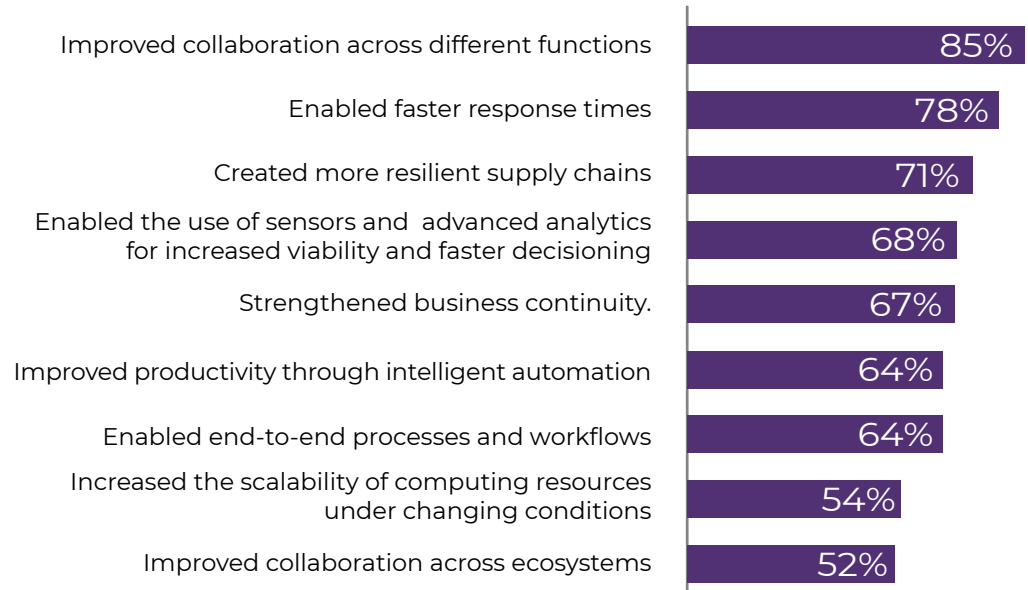 Improved collaboration across different functions
85%
Enabled faster response times
78%
Created more resilient supply chains
71%
Enabled the use of sensors and  advanced analytics
for increased viability and faster decisioning
68%
Strengthened business continuity.
67%
Improved productivity through intelligent automation
64%
Enabled end-to-end processes and workflows
64%
Increased the scalability of computing resources
under changing conditions
54%
Improved collaboration across ecosystems
52%